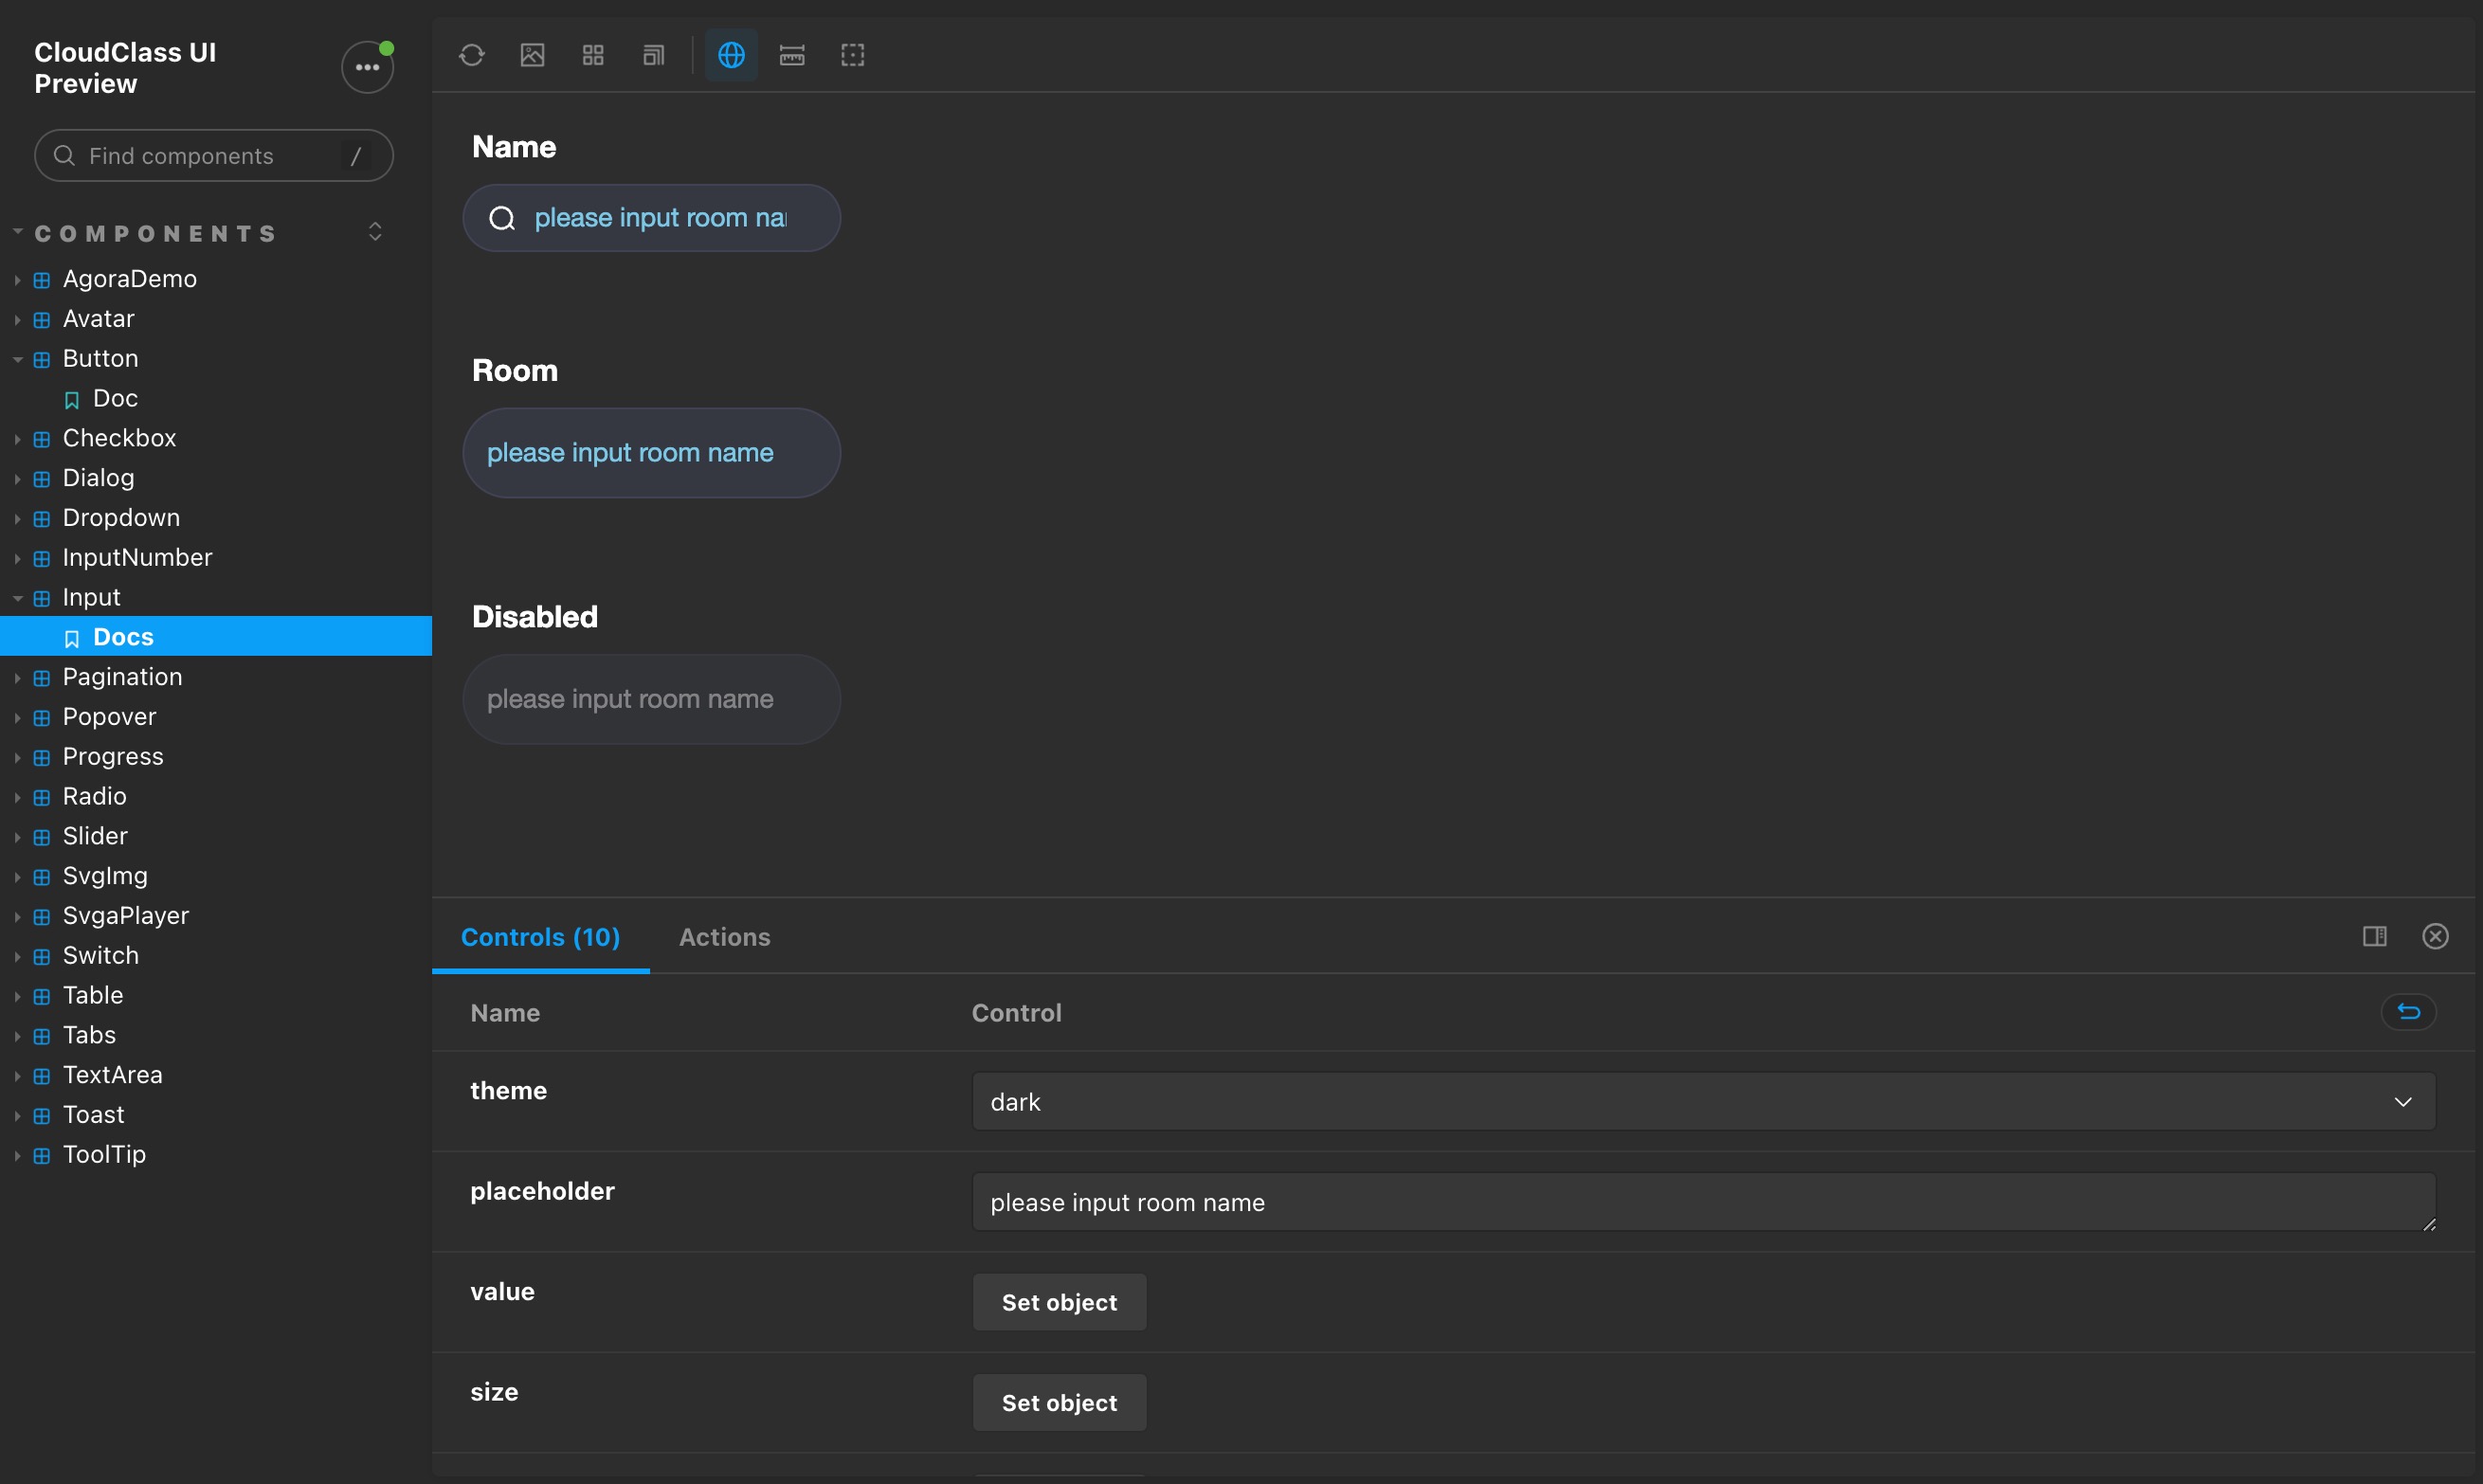 CloudClass UI
Preview
Find components /
COMPONENTS
AgoraDemo
Avatar
Button
Doc
Checkbox
Dialog
Dropdown
InputNumber
Input
Docs
Pagination
Popover
Progress
Radio
Slider
SvgImg
SvgaPlayer
Switch
Table
Tabs
TextArea
Toast
ToolTip
Name
please input room na
Room
please input room name
Disabled
please input room name
Controls (10) Actions
Name Control
theme dark
placeholder please input room name
value Set object
size Set object